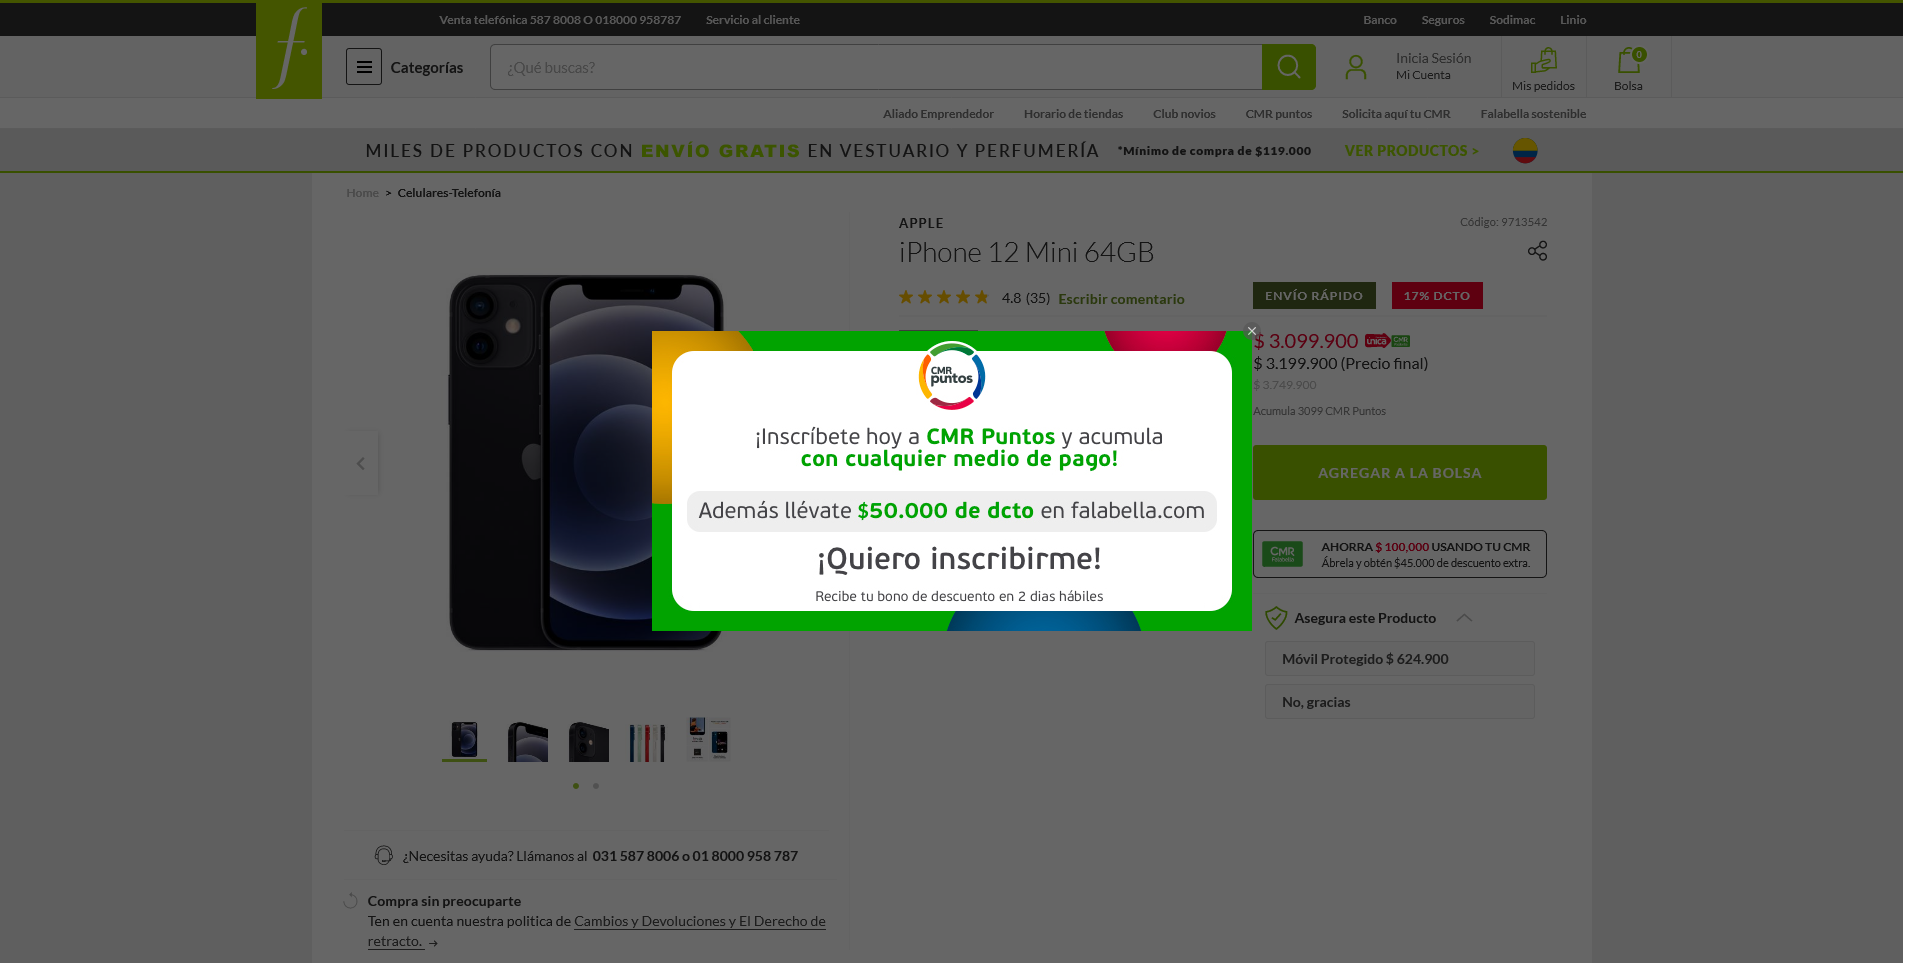 Venta telefónica 587 8008 O 018000 958787
Servicio al cliente
Banco
Seguros
Sodimac
Linio
f.
Categorías
¿Qué buscas?
Inicia Sesión
Mi Cuenta
Mis pedidos
0
Bolsa
Aliado Emprendedor
Horario de tiendas
Club novios
CMR puntos
Solicita aquí tu CMR
Falabella sostenible
MILES DE PRODUCTOS CON ENVÍO GRATIS EN VESTUARIO Y PERFUMERÍA *Mínimo de compra de $119.000 VER PRODUCTOS >
Home > Celulares-Telefonía
APPLE
Código: 9713542
iPhone 12 Mini 64GB
4.8 (35) Escribir comentario
ENVÍO RÁPIDO
17% DCTO
$ 3.099.900 unica CMR
$ 3.199.900 (Precio final)
$ 3.749.900
Acumula 3099 CMR Puntos
AGREGAR A LA BOLSA
CMR
puntos
¡Inscríbete hoy a CMR Puntos y acumula
con cualquier medio de pago!
Además llévate $50.000 de dcto en falabella.com
¡Quiero inscribirme!
Recibe tu bono de descuento en 2 dias hábiles
CMR
Falabella
AHORRA $ 100,000 USANDO TU CMR
Ábrela y obtén $45.000 de descuento extra.
Asegura este Producto
Móvil Protegido $ 624.900
No, gracias
¿Necesitas ayuda? Llámanos al 031 587 8006 o 01 8000 958 787
Compra sin preocuparte
Ten en cuenta nuestra politica de Cambios y Devoluciones y El Derecho de
retracto. →